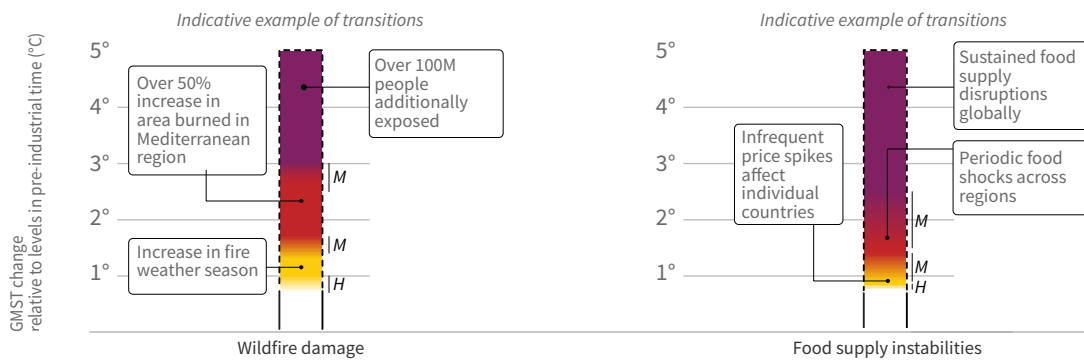 Indicative example of transitions
GMST change
relative to levels in pre-industrial time (°C)
5°
4°
3°
2°
1°
Over 50%
increase in
area burned in
Mediterranean
region
Over 100M
people
additionally
exposed
Increase in fire
weather season
M
M
H
Wildfire damage
Indicative example of transitions
5°
4°
3°
2°
1°
Sustained food
supply
disruptions
globally
Infrequent
price spikes
affect
individual
countries
Periodic food
shocks across
regions
M
M
H
Food supply instabilities